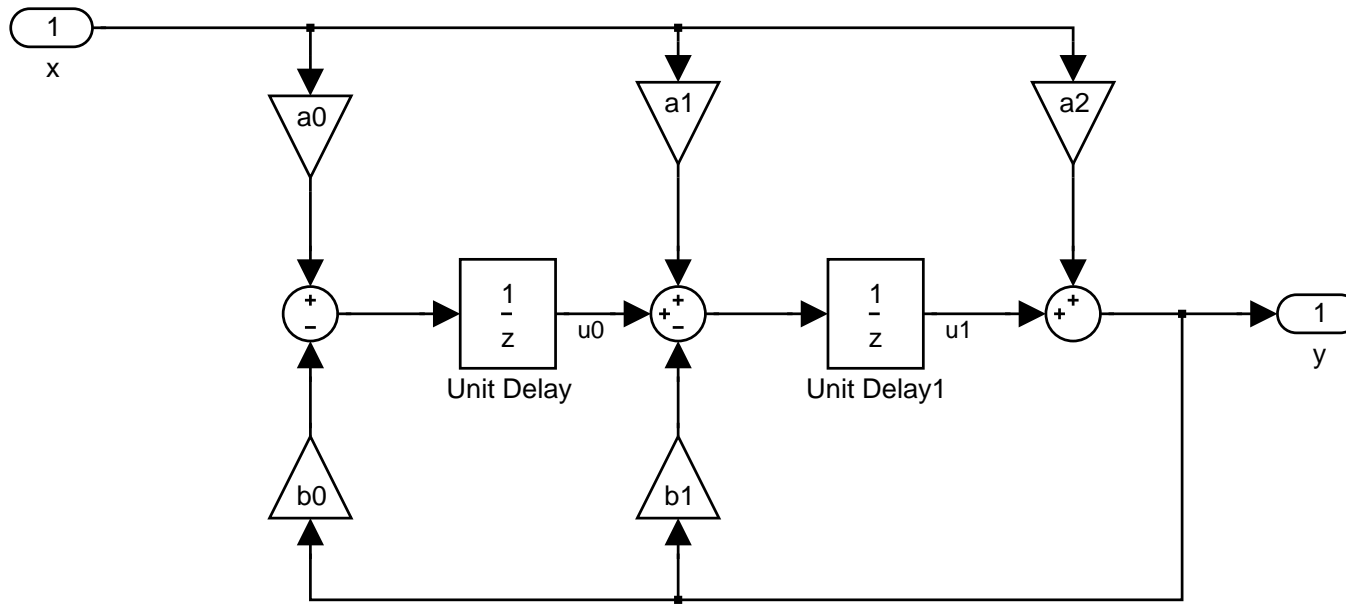 1
x
a0
a1
a2
+
−
1
z
u0
Unit Delay
+
+
−
1
z
u1
Unit Delay1
+
+
1
y
b0
b1